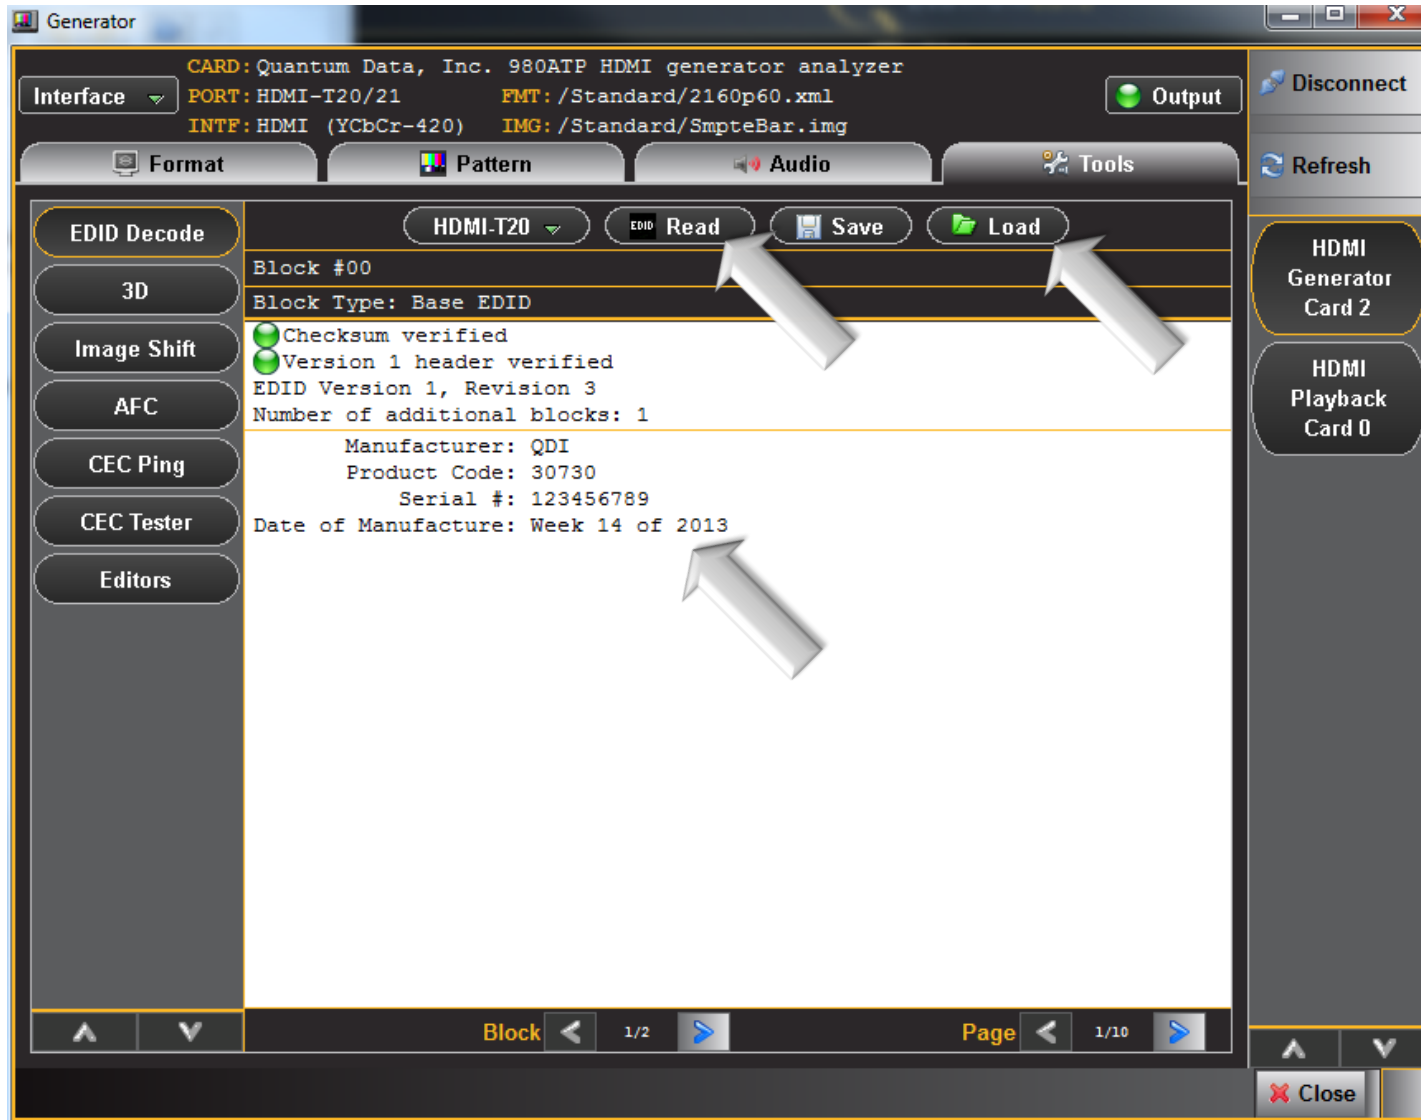 Generator
CARD: Quantum Data, Inc. 980ATP HDMI generator analyzer
Interface PORT: HDMI-T20/21 FMT: /Standard/2160p60.xml Output
INTF: HDMI (YCbCr-420) IMG: /Standard/SmpteBar.img
Disconnect
Format Pattern Audio Tools
Refresh
EDID Decode
3D
Image Shift
AFC
CEC Ping
CEC Tester
Editors
HDMI-T20 EDID Read Save Load
Block #00
Block Type: Base EDID
Checksum verified
Version 1 header verified
EDID Version 1, Revision 3
Number of additional blocks: 1
Manufacturer: QDI
Product Code: 30730
Serial #: 123456789
Date of Manufacture: Week 14 of 2013
HDMI
Generator
Card 2
HDMI
Playback
Card 0
Block 1/2 Page 1/10
Close